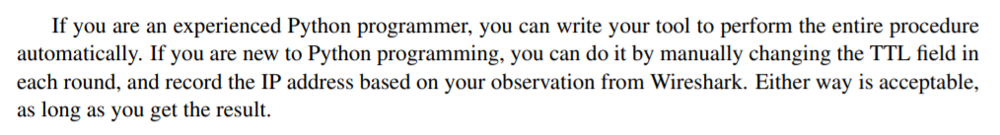 If you are an experienced Python programmer, you can write your tool to perform the entire procedure
automatically. If you are new to Python programming, you can do it by manually changing the TTL field in
each round, and record the IP address based on your observation from Wireshark. Either way is acceptable,
as long as you get the result.